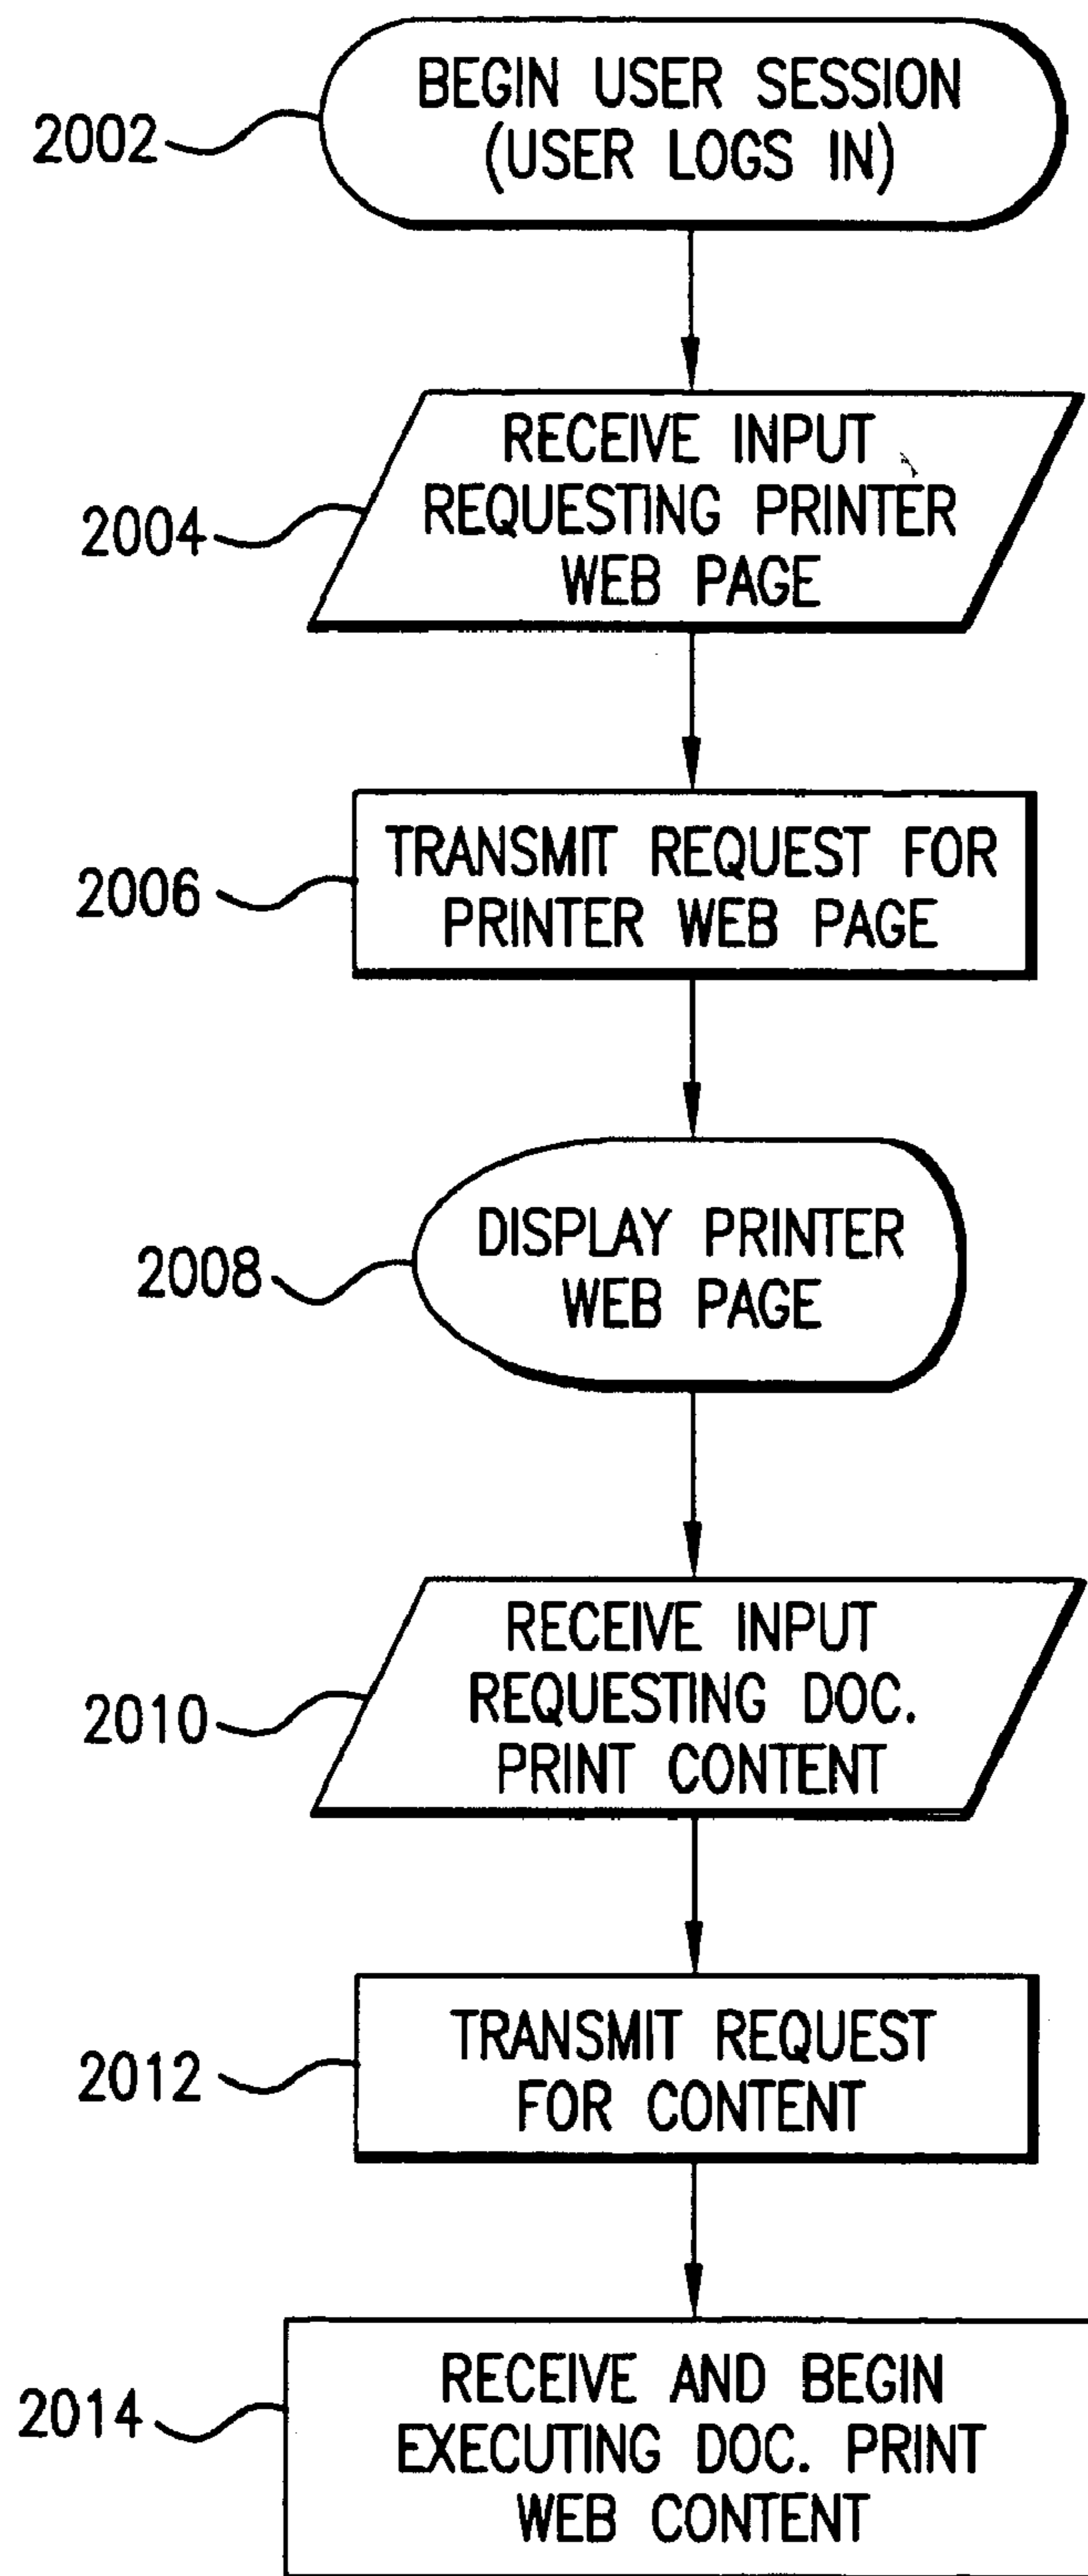 BEGIN USER SESSION
(USER LOGS IN)
2002
RECEIVE INPUT
REQUESTING PRINTER
WEB PAGE
2004
TRANSMIT REQUEST FOR
PRINTER WEB PAGE
2006
DISPLAY PRINTER
WEB PAGE
2008
RECEIVE INPUT
REQUESTING DOC.
PRINT CONTENT
2010
TRANSMIT REQUEST
FOR CONTENT
2012
RECEIVE AND BEGIN
EXECUTING DOC. PRINT
WEB CONTENT
2014